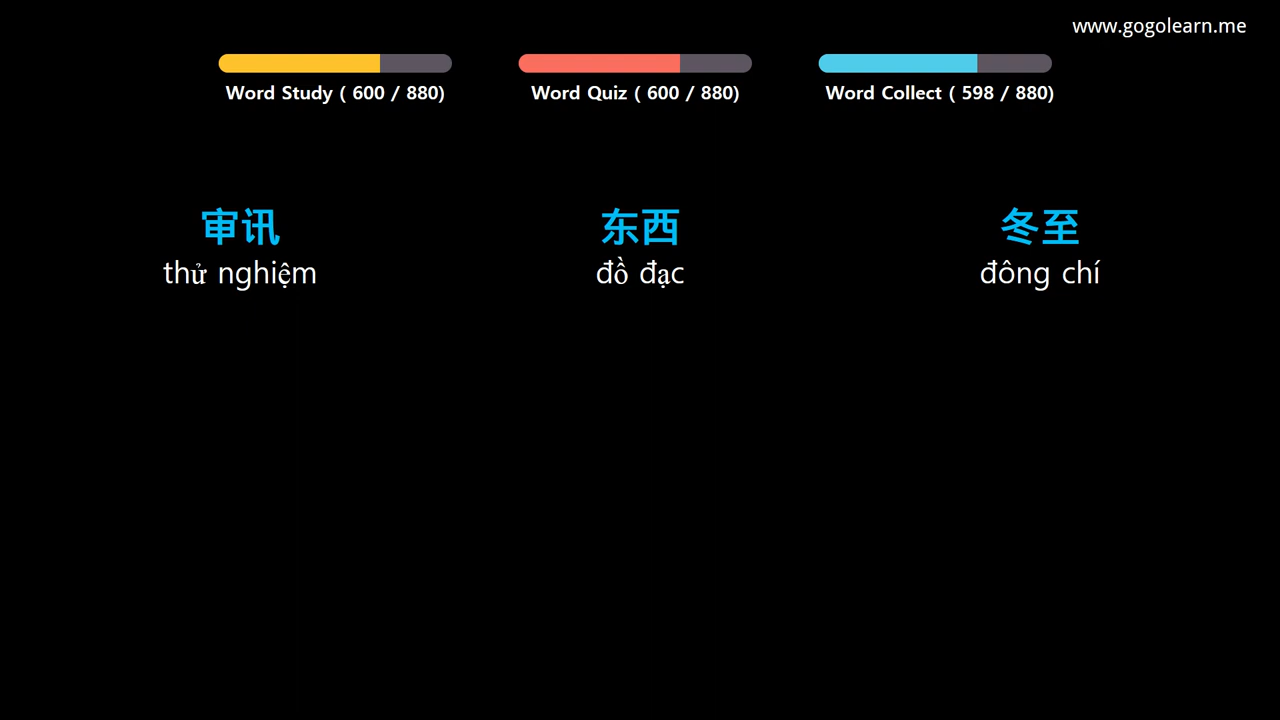 www.gogolearn.me
Word Study ( 600 / 880)
Word Quiz ( 600 / 880)
Word Collect ( 598 / 880)
审讯
thử nghiệm
东西
đồ đạc
冬至
đông chí